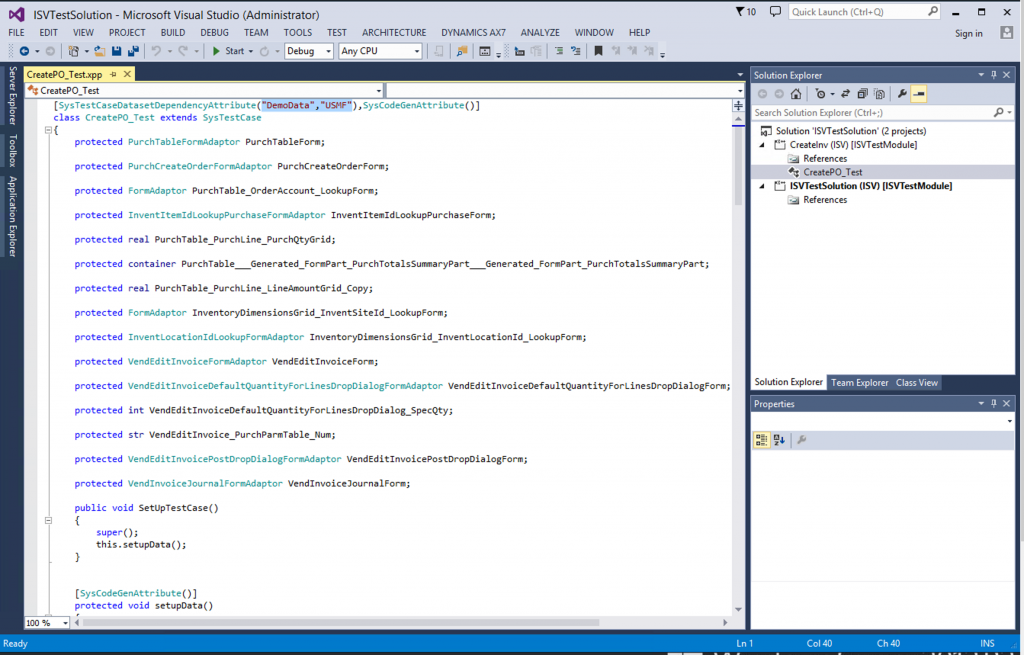 ISVTestSolution - Microsoft Visual Studio (Administrator)
10
Quick Launch (Ctrl+Q)
FILE EDIT VIEW PROJECT BUILD DEBUG TEAM TOOLS TEST ARCHITECTURE DYNAMICS AX7 ANALYZE WINDOW HELP
Sign in
Start
Debug
Any CPU
Server Explorer
Toolbox
Application Explorer
CreatePO_Test.xpp
CreatePO_Test
[SysTestCaseDatasetDependencyAttribute("DemoData","USMF"),SysCodeGenAttribute()]
class CreatePO_Test extends SysTestCase
{
protected PurchTableFormAdaptor PurchTableForm;
protected PurchCreateOrderFormAdaptor PurchCreateOrderForm;
protected FormAdaptor PurchTable_OrderAccount_LookupForm;
protected InventItemIdLookupPurchaseFormAdaptor InventItemIdLookupPurchaseForm;
protected real PurchTable_PurchLine_PurchQtyGrid;
protected container PurchTable___Generated_FormPart_PurchTotalsSummaryPart___Generated_FormPart_PurchTotalsSummaryPart;
protected real PurchTable_PurchLine_LineAmountGrid_Copy;
protected FormAdaptor InventoryDimensionsGrid_InventSiteId_LookupForm;
protected InventLocationIdLookupFormAdaptor InventoryDimensionsGrid_InventLocationId_LookupForm;
protected VendEditInvoiceFormAdaptor VendEditInvoiceForm;
protected VendEditInvoiceDefaultQuantityForLinesDropDialogFormAdaptor VendEditInvoiceDefaultQuantityForLinesDropDialogForm;
protected int VendEditInvoiceDefaultQuantityForLinesDropDialog_SpecQty;
protected str VendEditInvoice_PurchParmTable_Num;
protected VendEditInvoicePostDropDialogFormAdaptor VendEditInvoicePostDropDialogForm;
protected VendInvoiceJournalFormAdaptor VendInvoiceJournalForm;
public void SetUpTestCase()
{
super();
this.setupData();
}
[SysCodeGenAttribute()]
protected void setupData()
100 %
Solution Explorer
Search Solution Explorer (Ctrl+;)
Solution 'ISVTestSolution' (2 projects)
CreateInv (ISV) [ISVTestModule]
References
CreatePO_Test
ISVTestSolution (ISV) [ISVTestModule]
References
Solution Explorer Team Explorer Class View
Properties
Ready
Ln 1 Col 40 Ch 40 INS